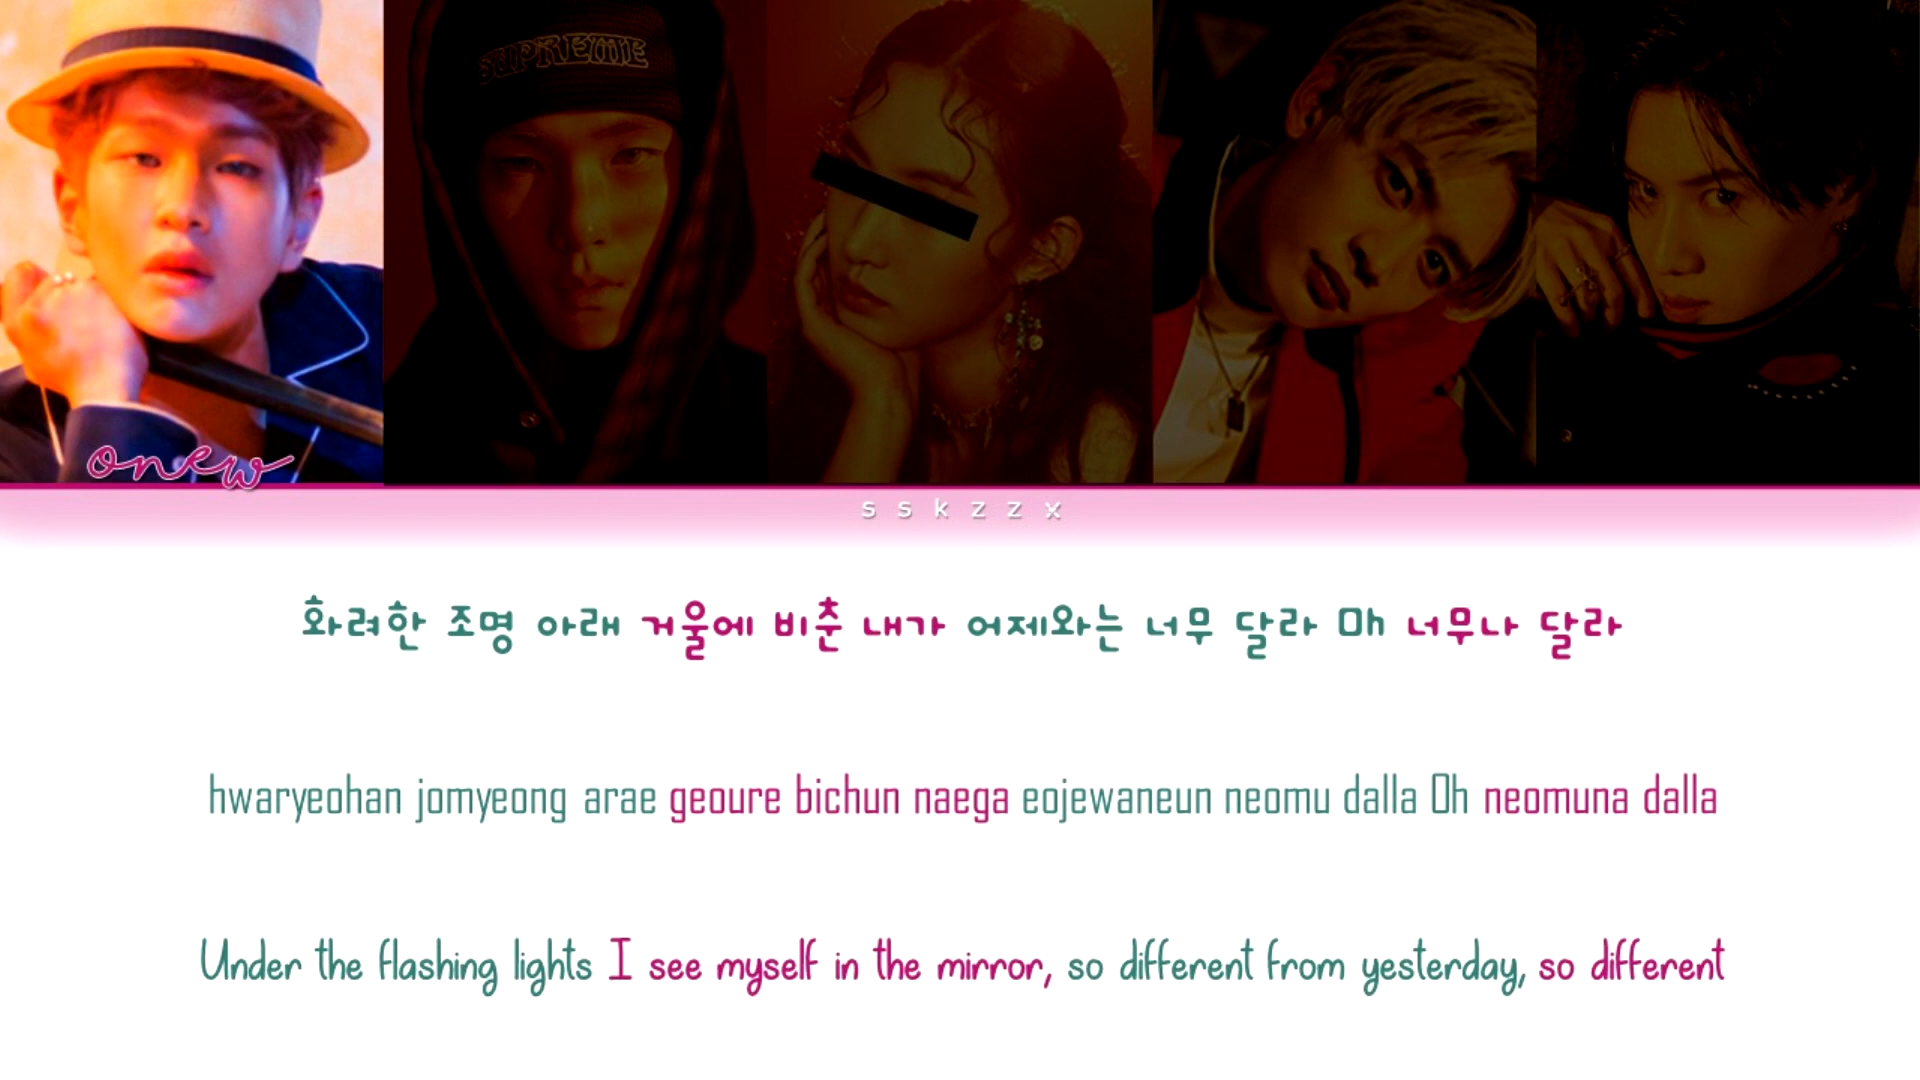 SUPREME
onew
s s k z z x
화려한 조명 아래 거울에 비춘 내가 어제와는 너무 달라 Oh 너무나 달라
hwaryeohan jomyeong arae geoure bichun naega eojewaneun neomu dalla Oh neomuna dalla
Under the flashing lights I see myself in the mirror, so different from yesterday, so different